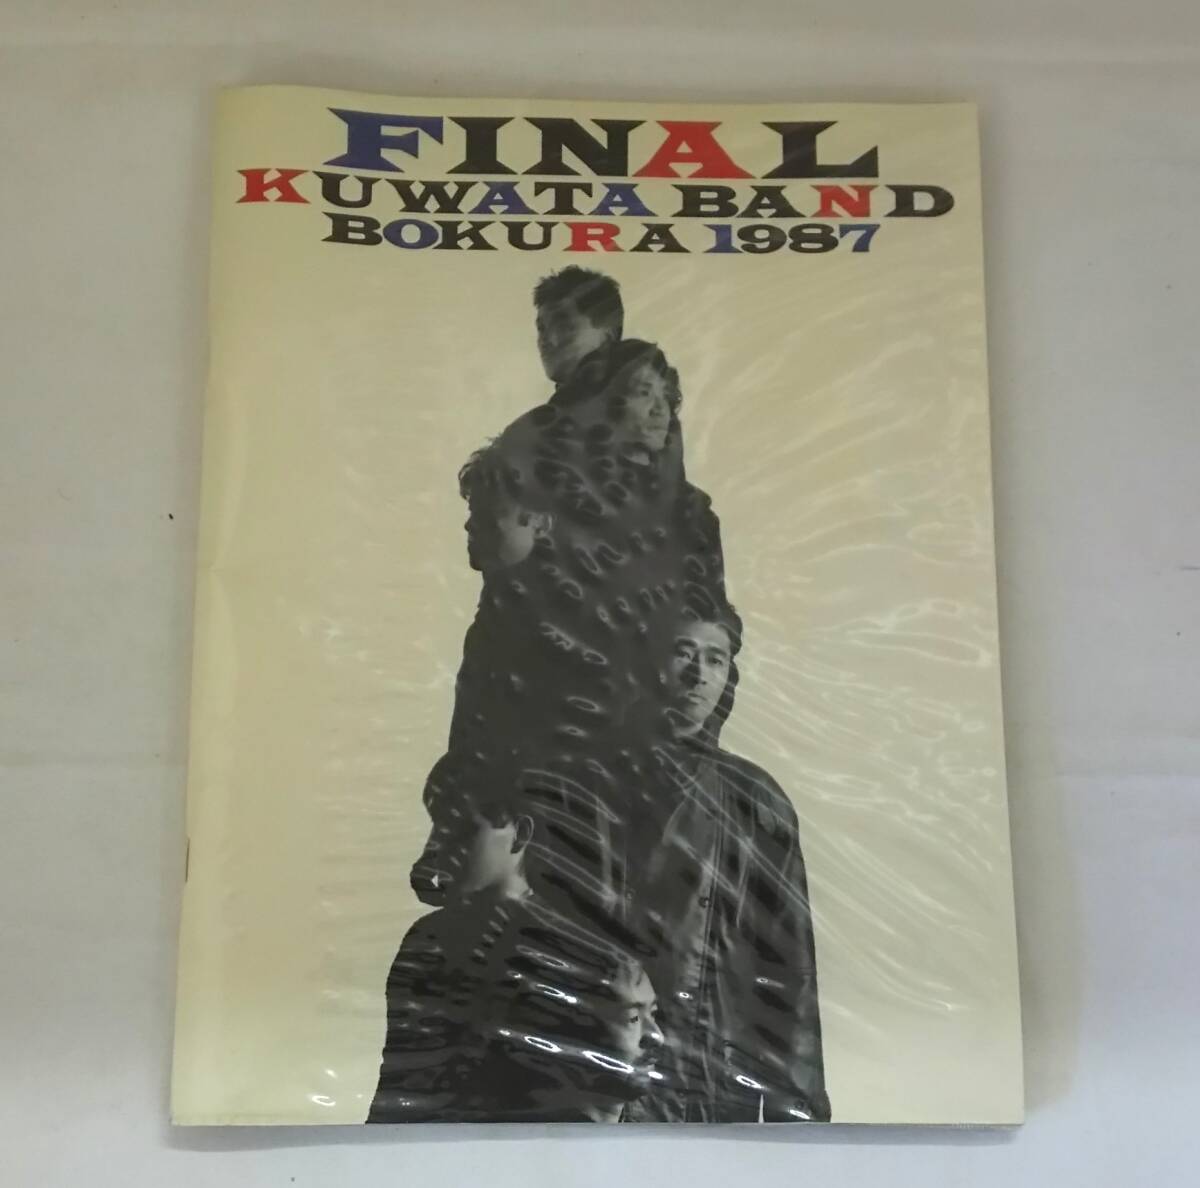 FINAL
KUWATA BAND
BOKURA 1987